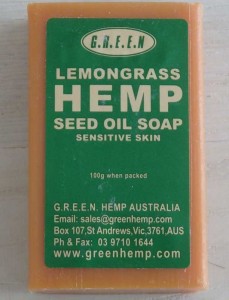 G.R.E.E.N
LEMONGRASS
HEMP
SEED OIL SOAP
SENSITIVE SKIN
100g when packed
G.R.E.E.N. HEMP AUSTRALIA
Email: sales@greenhemp.com
Box 107,St Andrews,Vic,3761,AUS
Ph & Fax: 03 9710 1644
www.greenhemp.com